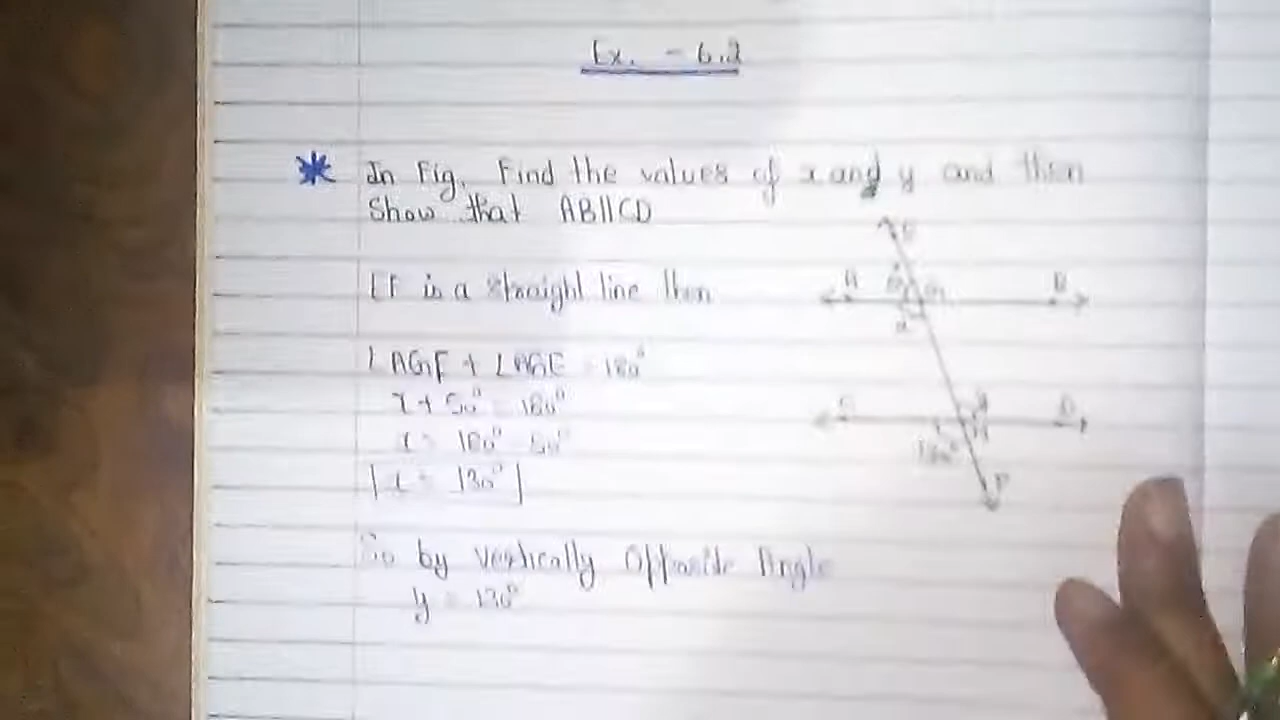 Ex. - 6.2
* In Fig. Find the values of x and y and then
Show that AB||CD
EF is a straight line then
∠AGF + ∠AGE = 180°
x + 50° = 180°
x = 180° - 50°
x = 130°
So by vertically Opposite Angle
y = 130°
E
A
G
B
x
C
y
D
H
130°
F